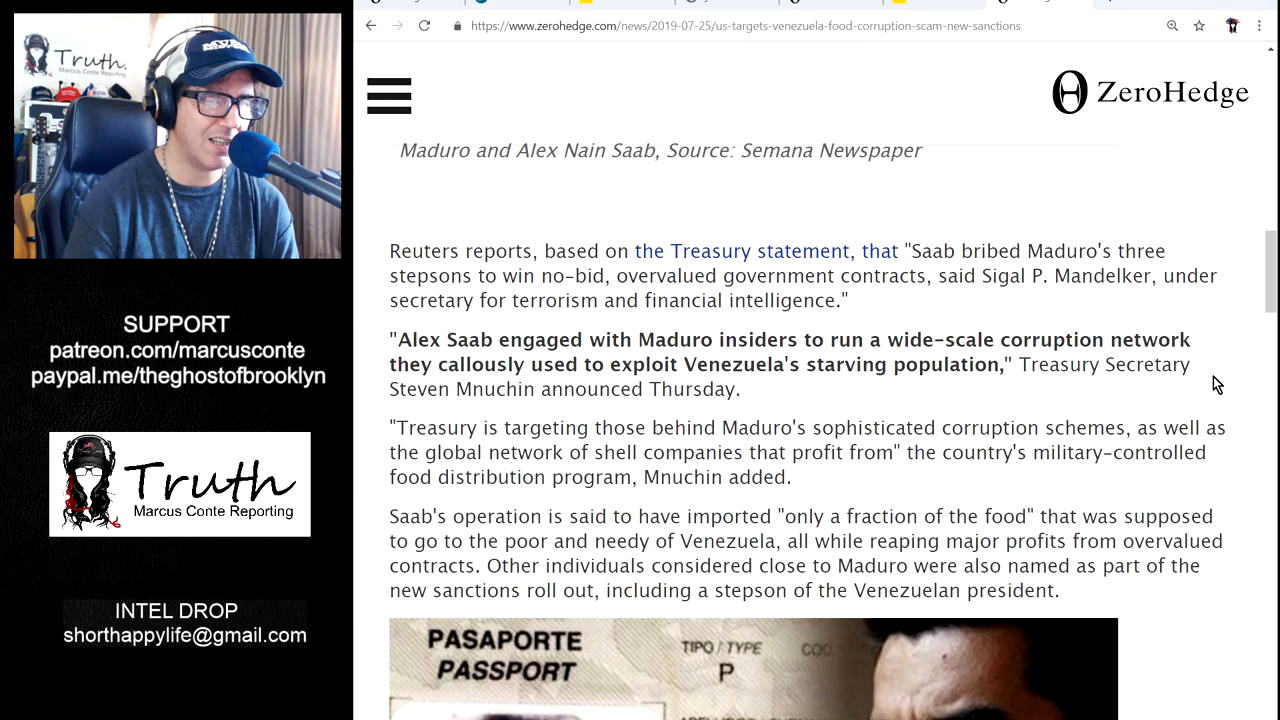 Truth.
Marcus Conte Reporting
SUPPORT
patreon.com/marcusconte
paypal.me/theghostofbrooklyn
Truth
Marcus Conte Reporting
INTEL DROP
shorthappylife@gmail.com
https://www.zerohedge.com/news/2019-07-25/us-targets-venezuela-food-corruption-scam-new-sanctions
ZeroHedge
Maduro and Alex Nain Saab, Source: Semana Newspaper
Reuters reports, based on the Treasury statement, that "Saab bribed Maduro's three
stepsons to win no-bid, overvalued government contracts, said Sigal P. Mandelker, under
secretary for terrorism and financial intelligence."
"Alex Saab engaged with Maduro insiders to run a wide-scale corruption network
they callously used to exploit Venezuela's starving population," Treasury Secretary
Steven Mnuchin announced Thursday.
"Treasury is targeting those behind Maduro's sophisticated corruption schemes, as well as
the global network of shell companies that profit from" the country's military-controlled
food distribution program, Mnuchin added.
Saab's operation is said to have imported "only a fraction of the food" that was supposed
to go to the poor and needy of Venezuela, all while reaping major profits from overvalued
contracts. Other individuals considered close to Maduro were also named as part of the
new sanctions roll out, including a stepson of the Venezuelan president.
PASAPORTE
PASSPORT
TIPO / TYPE
P